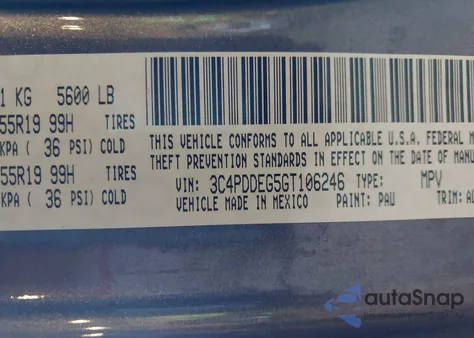 1 KG 5600 LB
55R19 99H TIRES
KPA ( 36 PSI) COLD
55R19 99H TIRES
KPA ( 36 PSI) COLD
THIS VEHICLE CONFORMS TO ALL APPLICABLE U.S.A. FEDERAL
THEFT PREVENTION STANDARDS IN EFFECT ON THE DATE OF MAN
VIN: 3C4PDDEG5GT106246 TYPE: MPV
VEHICLE MADE IN MEXICO PAINT: PAU TRIM:
autoSnap